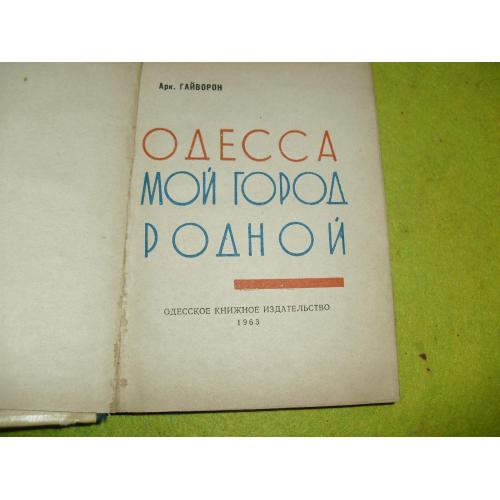 Арк. ГАЙВОРОН
ОДЕССА
МОЙ ГОРОД
РОДНОЙ
ОДЕССКОЕ КНИЖНОЕ ИЗДАТЕЛЬСТВО
1963